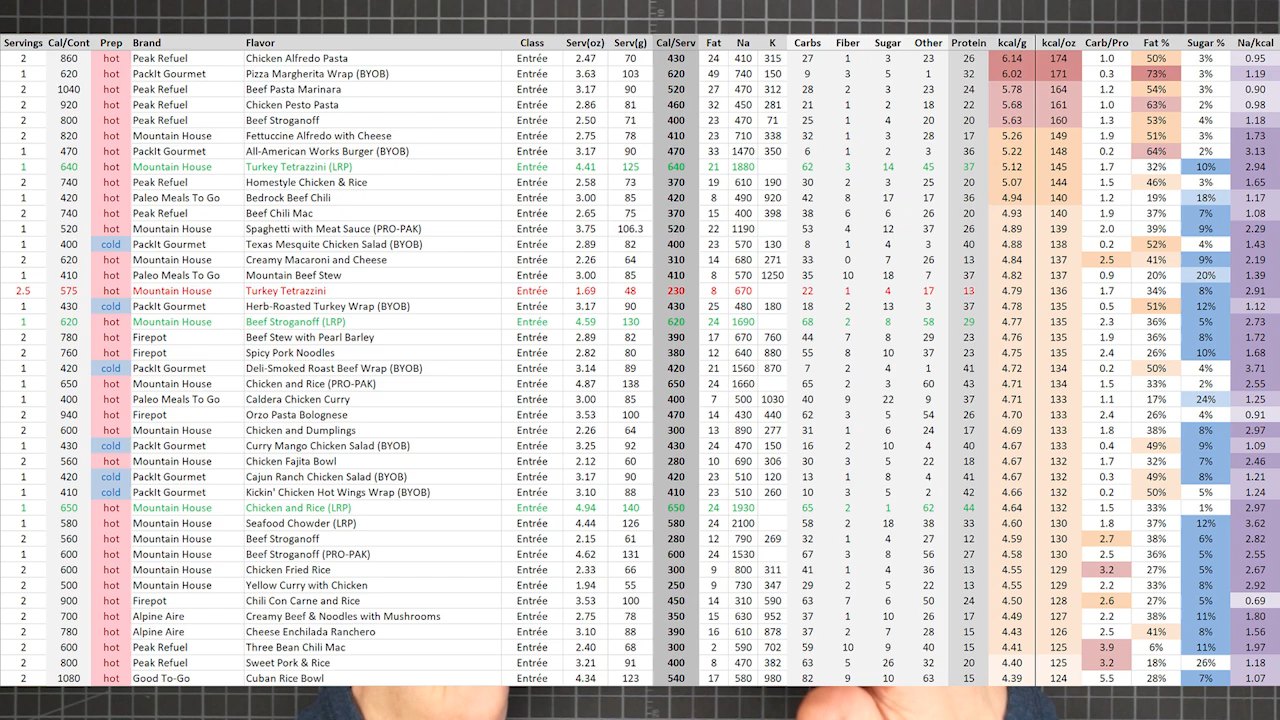 Servings Cal/Cont Prep Brand Flavor Class Serv(oz) Serv(g) Cal/Serv Fat Na K Carbs Fiber Sugar Other Protein kcal/g kcal/oz Carb/Pro Fat % Sugar % Na/kcal
2 860 hot Peak Refuel Chicken Alfredo Pasta Entrée 2.47 70 430 24 410 315 27 1 3 23 26 6.14 174 1.0 50% 3% 0.95
1 620 hot PackIt Gourmet Pizza Margherita Wrap (BYOB) Entrée 3.63 103 620 49 740 150 9 3 5 1 32 6.02 171 0.3 73% 3% 1.19
2 1040 hot Peak Refuel Beef Pasta Marinara Entrée 3.17 90 520 27 470 312 28 2 3 23 24 5.78 164 1.2 54% 3% 0.90
2 920 hot Peak Refuel Chicken Pesto Pasta Entrée 2.86 81 460 32 450 281 21 1 2 18 22 5.68 161 1.0 63% 2% 0.98
2 800 hot Peak Refuel Beef Stroganoff Entrée 2.50 71 400 23 470 71 25 1 4 20 20 5.63 160 1.3 53% 4% 1.18
2 820 hot Mountain House Fettuccine Alfredo with Cheese Entrée 2.75 78 410 23 710 338 32 1 3 28 17 5.26 149 1.9 51% 3% 1.73
1 470 hot PackIt Gourmet All-American Works Burger (BYOB) Entrée 3.17 90 470 33 1470 350 6 1 2 3 36 5.22 148 0.2 64% 2% 3.13
1 640 hot Mountain House Turkey Tetrazzini (LRP) Entrée 4.41 125 640 21 1880 62 3 14 45 37 5.12 145 1.7 32% 10% 2.94
2 740 hot Peak Refuel Homestyle Chicken & Rice Entrée 2.58 73 370 19 610 190 30 2 3 25 20 5.07 144 1.5 46% 3% 1.65
1 420 hot Paleo Meals To Go Bedrock Beef Chili Entrée 3.00 85 420 8 490 920 42 8 17 17 36 4.94 140 1.2 19% 18% 1.17
2 740 hot Peak Refuel Beef Chili Mac Entrée 2.65 75 370 15 400 398 38 6 6 26 20 4.93 140 1.9 37% 7% 1.08
1 520 hot Mountain House Spaghetti with Meat Sauce (PRO-PAK) Entrée 3.75 106.3 520 22 1190 53 4 12 37 26 4.89 139 2.0 39% 9% 2.29
1 400 cold PackIt Gourmet Texas Mesquite Chicken Salad (BYOB) Entrée 2.89 82 400 23 570 130 8 1 4 3 40 4.88 138 0.2 52% 4% 1.43
2 620 hot Mountain House Creamy Macaroni and Cheese Entrée 2.26 64 310 14 680 271 33 0 7 26 13 4.84 137 2.5 41% 9% 2.19
1 410 hot Paleo Meals To Go Mountain Beef Stew Entrée 3.00 85 410 8 570 1250 35 10 18 7 37 4.82 137 0.9 20% 20% 1.39
2.5 575 hot Mountain House Turkey Tetrazzini Entrée 1.69 48 230 8 670 22 1 4 17 13 4.79 136 1.7 34% 8% 2.91
1 430 cold PackIt Gourmet Herb-Roasted Turkey Wrap (BYOB) Entrée 3.17 90 430 25 480 180 18 2 13 3 37 4.78 135 0.5 51% 12% 1.12
1 620 hot Mountain House Beef Stroganoff (LRP) Entrée 4.59 130 620 24 1690 68 2 8 58 29 4.77 135 2.3 36% 5% 2.73
2 780 hot Firepot Beef Stew with Pearl Barley Entrée 2.89 82 390 17 670 760 44 7 8 29 23 4.76 135 1.9 36% 8% 1.72
2 760 hot Firepot Spicy Pork Noodles Entrée 2.82 80 380 12 640 880 55 8 10 37 23 4.75 135 2.4 26% 10% 1.68
1 420 cold PackIt Gourmet Deli-Smoked Roast Beef Wrap (BYOB) Entrée 3.14 89 420 21 1560 870 7 2 4 1 41 4.72 134 0.2 50% 4% 3.71
1 650 hot Mountain House Chicken and Rice (PRO-PAK) Entrée 4.87 138 650 24 1660 65 2 3 60 43 4.71 134 1.5 33% 2% 2.55
1 400 hot Paleo Meals To Go Caldera Chicken Curry Entrée 3.00 85 400 7 500 1030 40 9 22 9 37 4.71 133 1.1 17% 24% 1.25
2 940 hot Firepot Orzo Pasta Bolognese Entrée 3.53 100 470 14 430 440 62 3 5 54 26 4.70 133 2.4 26% 4% 0.91
2 600 hot Mountain House Chicken and Dumplings Entrée 2.26 64 300 13 890 277 31 1 6 24 17 4.69 133 1.8 38% 8% 2.97
1 430 cold PackIt Gourmet Curry Mango Chicken Salad (BYOB) Entrée 3.25 92 430 24 470 150 16 2 10 4 40 4.67 133 0.4 49% 9% 1.09
2 560 hot Mountain House Chicken Fajita Bowl Entrée 2.12 60 280 10 690 306 30 3 5 22 18 4.67 132 1.7 32% 7% 2.46
1 420 cold PackIt Gourmet Cajun Ranch Chicken Salad (BYOB) Entrée 3.17 90 420 23 510 120 13 1 8 4 41 4.67 132 0.3 49% 8% 1.21
1 410 cold PackIt Gourmet Kickin' Chicken Hot Wings Wrap (BYOB) Entrée 3.10 88 410 23 510 260 10 3 5 2 42 4.66 132 0.2 50% 5% 1.24
1 650 hot Mountain House Chicken and Rice (LRP) Entrée 4.94 140 650 24 1930 65 2 1 62 44 4.64 132 1.5 33% 1% 2.97
1 580 hot Mountain House Seafood Chowder (LRP) Entrée 4.44 126 580 24 2100 58 2 18 38 33 4.60 130 1.8 37% 12% 3.62
2 560 hot Mountain House Beef Stroganoff Entrée 2.15 61 280 12 790 269 32 1 4 27 12 4.59 130 2.7 38% 6% 2.82
1 600 hot Mountain House Beef Stroganoff (PRO-PAK) Entrée 4.62 131 600 24 1530 67 3 8 56 27 4.58 130 2.5 36% 5% 2.55
2 600 hot Mountain House Chicken Fried Rice Entrée 2.33 66 300 9 800 311 41 1 4 36 13 4.55 129 3.2 27% 5% 2.67
2 500 hot Mountain House Yellow Curry with Chicken Entrée 1.94 55 250 9 730 347 29 2 5 22 13 4.55 129 2.2 33% 8% 2.92
2 900 hot Firepot Chili Con Carne and Rice Entrée 3.53 100 450 14 310 590 63 7 6 50 24 4.50 128 2.6 27% 5% 0.69
2 700 hot Alpine Aire Creamy Beef & Noodles with Mushrooms Entrée 2.75 78 350 15 630 952 37 1 10 26 17 4.49 127 2.2 38% 11% 1.80
2 780 hot Alpine Aire Cheese Enchilada Ranchero Entrée 3.10 88 390 16 610 878 37 2 7 28 15 4.43 126 2.5 41% 8% 1.56
2 600 hot Peak Refuel Three Bean Chili Mac Entrée 2.40 68 300 2 590 702 59 10 9 40 15 4.41 125 3.9 6% 11% 1.97
2 800 hot Peak Refuel Sweet Pork & Rice Entrée 3.21 91 400 8 470 382 63 5 26 32 20 4.40 125 3.2 18% 26% 1.18
2 1080 hot Good To-Go Cuban Rice Bowl Entrée 4.34 123 540 17 580 980 82 9 10 63 15 4.39 124 5.5 28% 7% 1.07